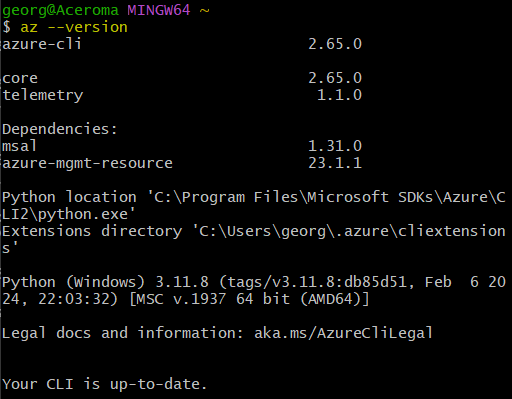 georg@Aceroma MINGW64 ~
$ az --version
azure-cli                         2.65.0
core                              2.65.0
telemetry                          1.1.0
Dependencies:
msal                              1.31.0
azure-mgmt-resource               23.1.1
Python location 'C:\Program Files\Microsoft SDKs\Azure\C
LI2\python.exe'
Extensions directory 'C:\Users\georg\.azure\cliextension
s'
Python (Windows) 3.11.8 (tags/v3.11.8:db85d51, Feb  6 20
24, 22:03:32) [MSC v.1937 64 bit (AMD64)]
Legal docs and information: aka.ms/AzureCliLegal
Your CLI is up-to-date.